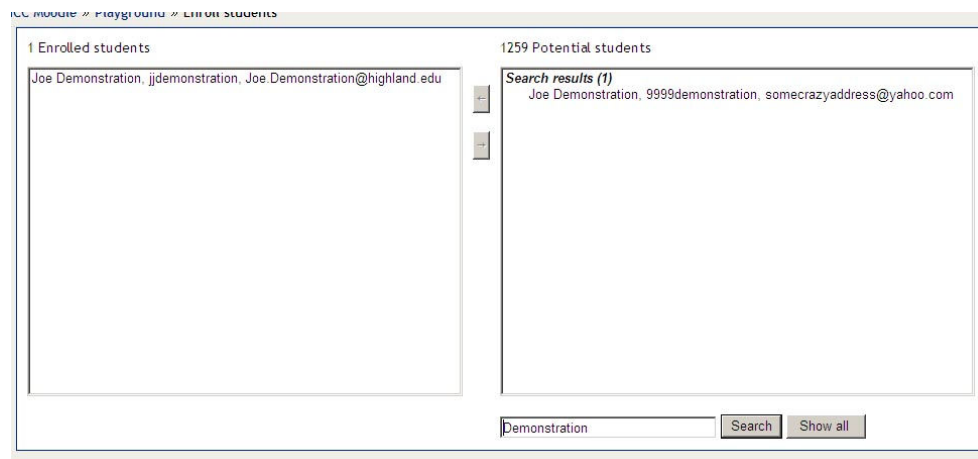 Moodle » Playground » Enroll students
1 Enrolled students
Joe Demonstration, jjdemonstration, Joe.Demonstration@highland.edu
←
→
1259 Potential students
Search results (1)
Joe Demonstration, 9999demonstration, somecrazyaddress@yahoo.com
Demonstration
Search
Show all